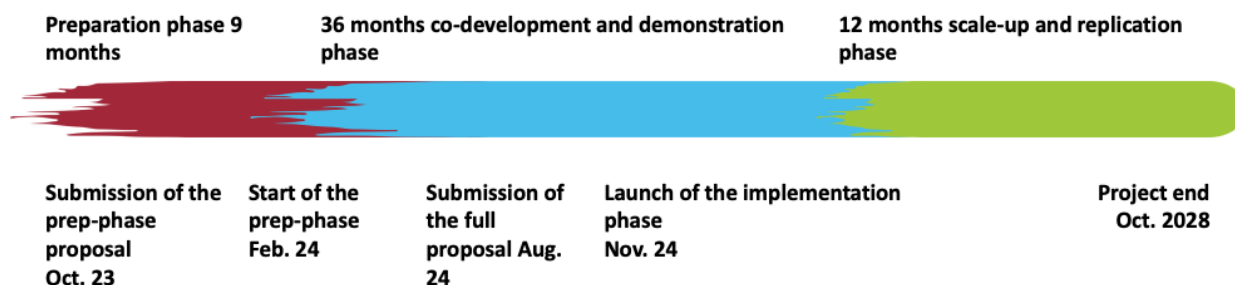 Preparation phase 9
months
36 months co-development and demonstration
phase
12 months scale-up and replication
phase
Submission of the
prep-phase
proposal
Oct. 23
Start of the
prep-phase
Feb. 24
Submission of
the full
proposal Aug.
24
Launch of the implementation
phase
Nov. 24
Project end
Oct. 2028